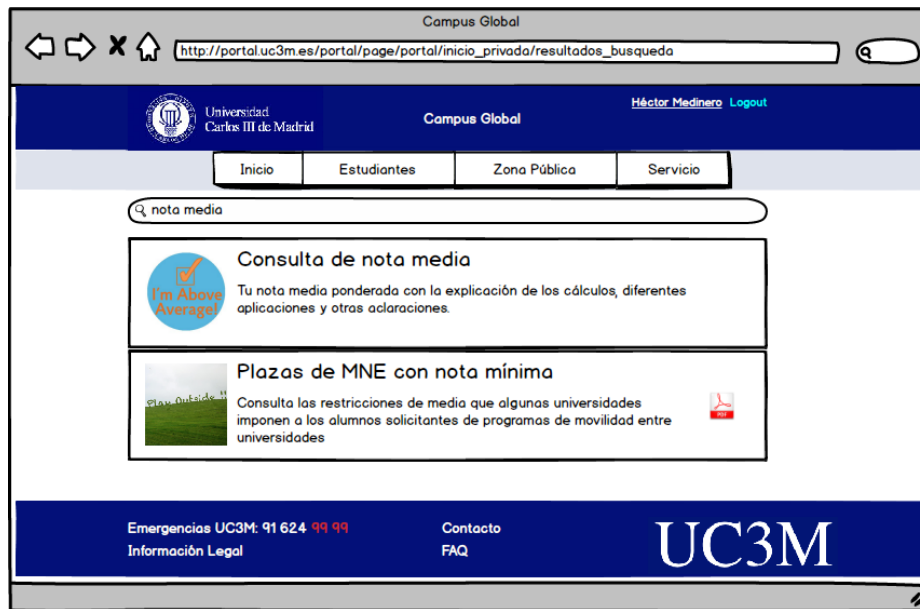 Campus Global
http://portal.uc3m.es/portal/page/portal/inicio_privada/resultados_busqueda
Universidad
Carlos III de Madrid
Campus Global
Héctor Medinero Logout
Inicio Estudiantes Zona Pública Servicio
nota media
I'm Above
Average!
Consulta de nota media
Tu nota media ponderada con la explicación de los cálculos, diferentes
aplicaciones y otras aclaraciones.
Play Outside !!
Plazas de MNE con nota mínima
Consulta las restricciones de media que algunas universidades
imponen a los alumnos solicitantes de programas de movilidad entre
universidades
PDF
Emergencias UC3M: 91 624 99 99
Información Legal
Contacto
FAQ
UC3M